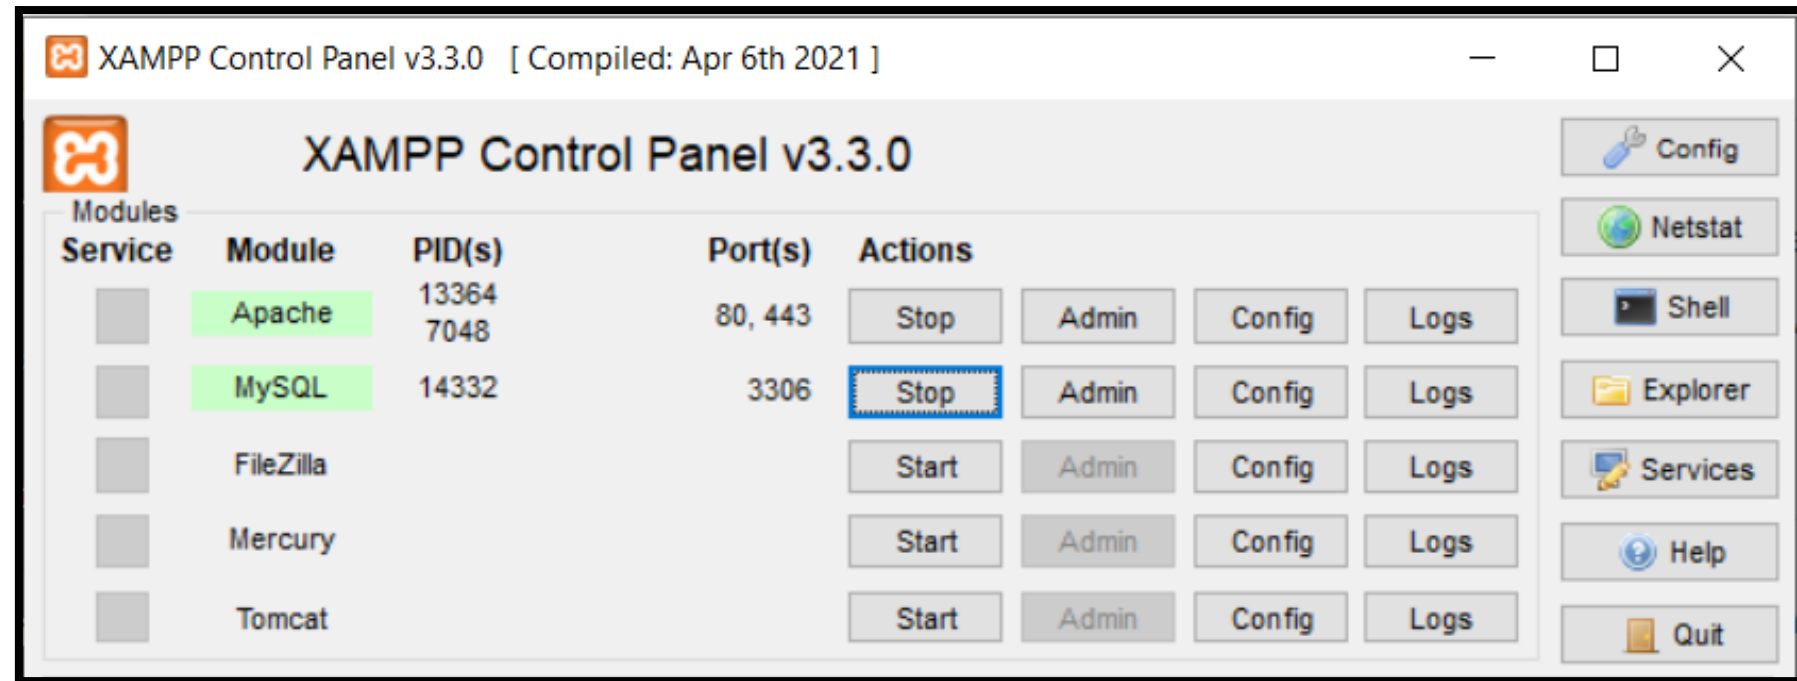 XAMPP Control Panel v3.3.0 [ Compiled: Apr 6th 2021 ]
XAMPP Control Panel v3.3.0
Config
Modules
Netstat
Service Module PID(s) Port(s) Actions
Apache 13364 7048 80, 443 Stop Admin Config Logs
Shell
MySQL 14332 3306 Stop Admin Config Logs
Explorer
FileZilla Start Admin Config Logs
Services
Mercury Start Admin Config Logs
Help
Tomcat Start Admin Config Logs
Quit